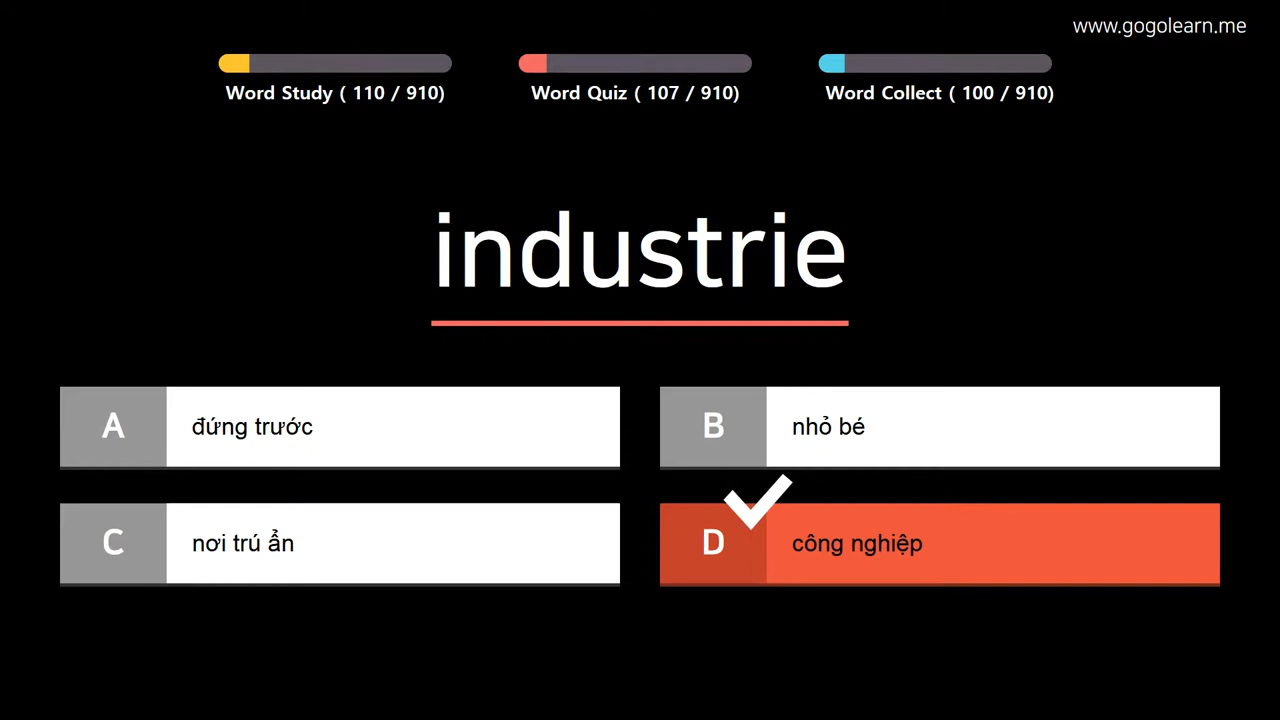 www.gogolearn.me
Word Study ( 110 / 910)
Word Quiz ( 107 / 910)
Word Collect ( 100 / 910)
industrie
A
đứng trước
B
nhỏ bé
C
nơi trú ẩn
D
công nghiệp